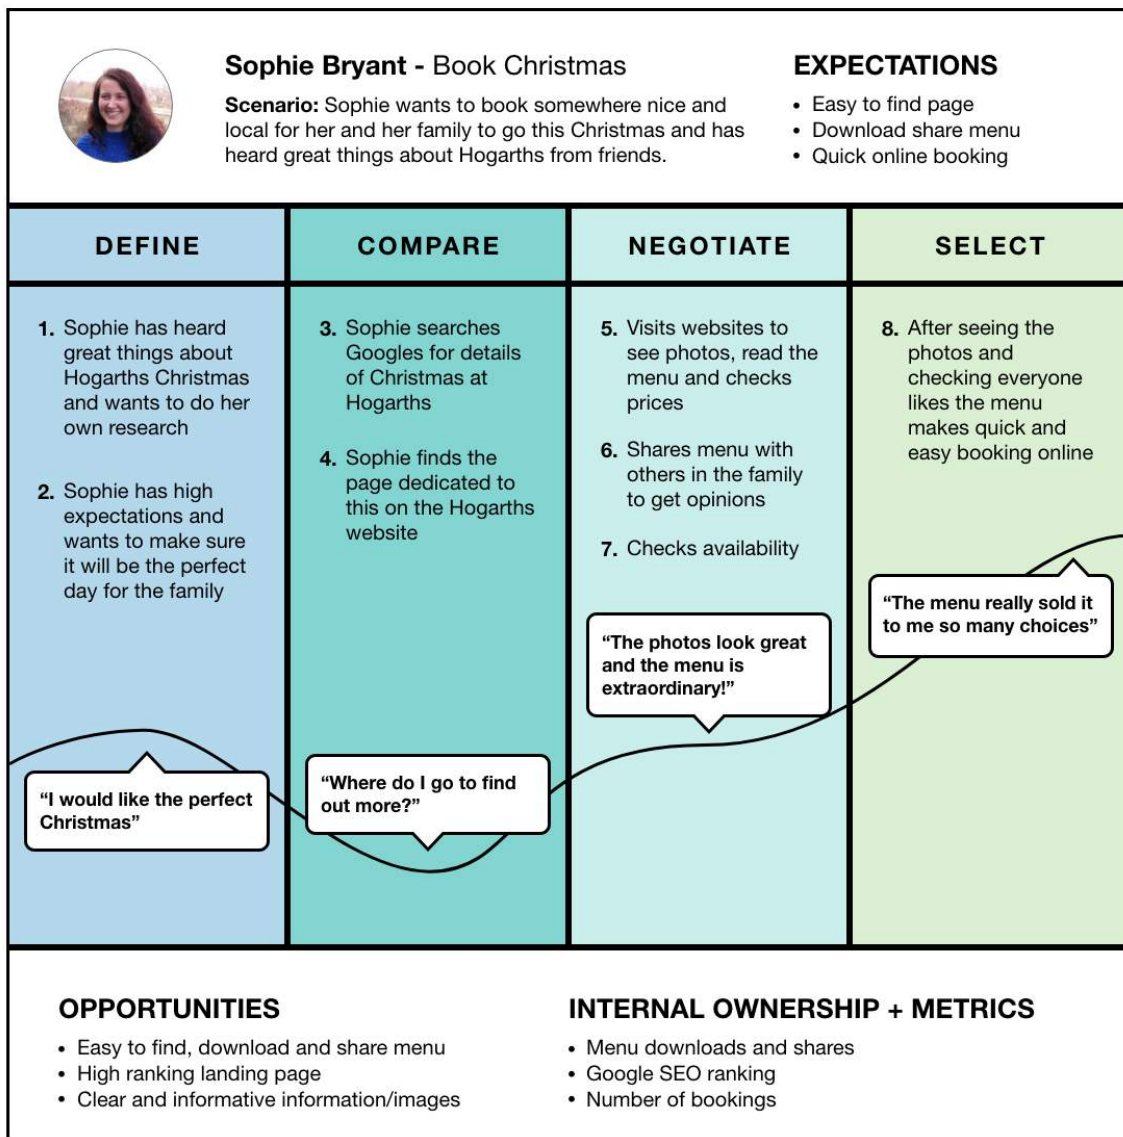 Sophie Bryant - Book Christmas
Scenario: Sophie wants to book somewhere nice and
local for her and her family to go this Christmas and has
heard great things about Hogarths from friends.
EXPECTATIONS
• Easy to find page
• Download share menu
• Quick online booking
DEFINE
1. Sophie has heard
great things about
Hogarths Christmas
and wants to do her
own research
2. Sophie has high
expectations and
wants to make sure
it will be the perfect
day for the family
“I would like the perfect
Christmas”
COMPARE
3. Sophie searches
Googles for details
of Christmas at
Hogarths
4. Sophie finds the
page dedicated to
this on the Hogarths
website
“Where do I go to find
out more?”
NEGOTIATE
5. Visits websites to
see photos, read the
menu and checks
prices
6. Shares menu with
others in the family
to get opinions
7. Checks availability
“The photos look great
and the menu is
extraordinary!”
SELECT
8. After seeing the
photos and
checking everyone
likes the menu
makes quick and
easy booking online
“The menu really sold it
to me so many choices”
OPPORTUNITIES
• Easy to find, download and share menu
• High ranking landing page
• Clear and informative information/images
INTERNAL OWNERSHIP + METRICS
• Menu downloads and shares
• Google SEO ranking
• Number of bookings